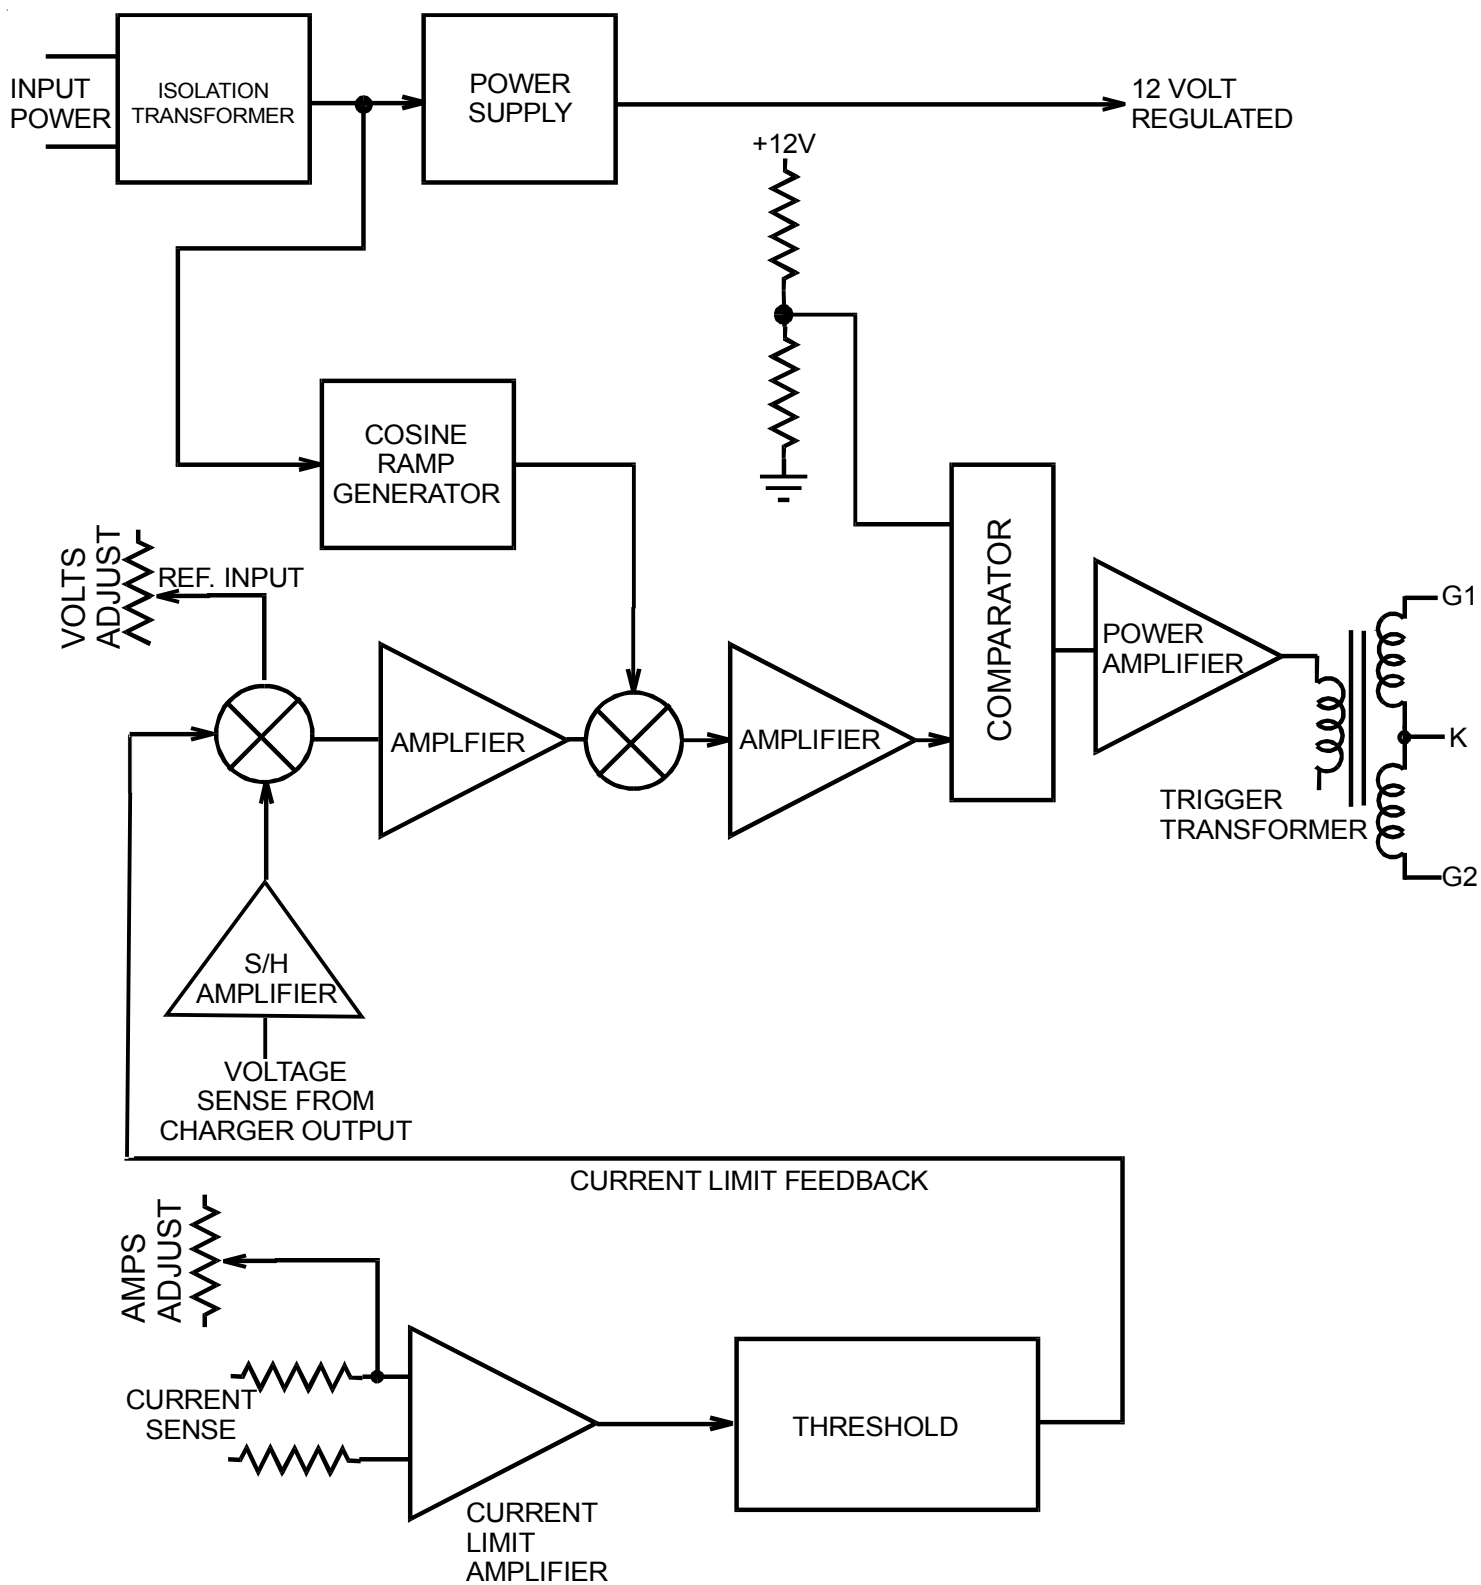 INPUT
POWER
ISOLATION
TRANSFORMER
POWER
SUPPLY
12 VOLT
REGULATED
+12V
COSINE
RAMP
GENERATOR
VOLTS
ADJUST
REF. INPUT
AMPLFIER
AMPLIFIER
COMPARATOR
POWER
AMPLIFIER
G1
K
G2
TRIGGER
TRANSFORMER
S/H
AMPLIFIER
VOLTAGE
SENSE FROM
CHARGER OUTPUT
CURRENT LIMIT FEEDBACK
AMPS
ADJUST
CURRENT
SENSE
THRESHOLD
CURRENT
LIMIT
AMPLIFIER